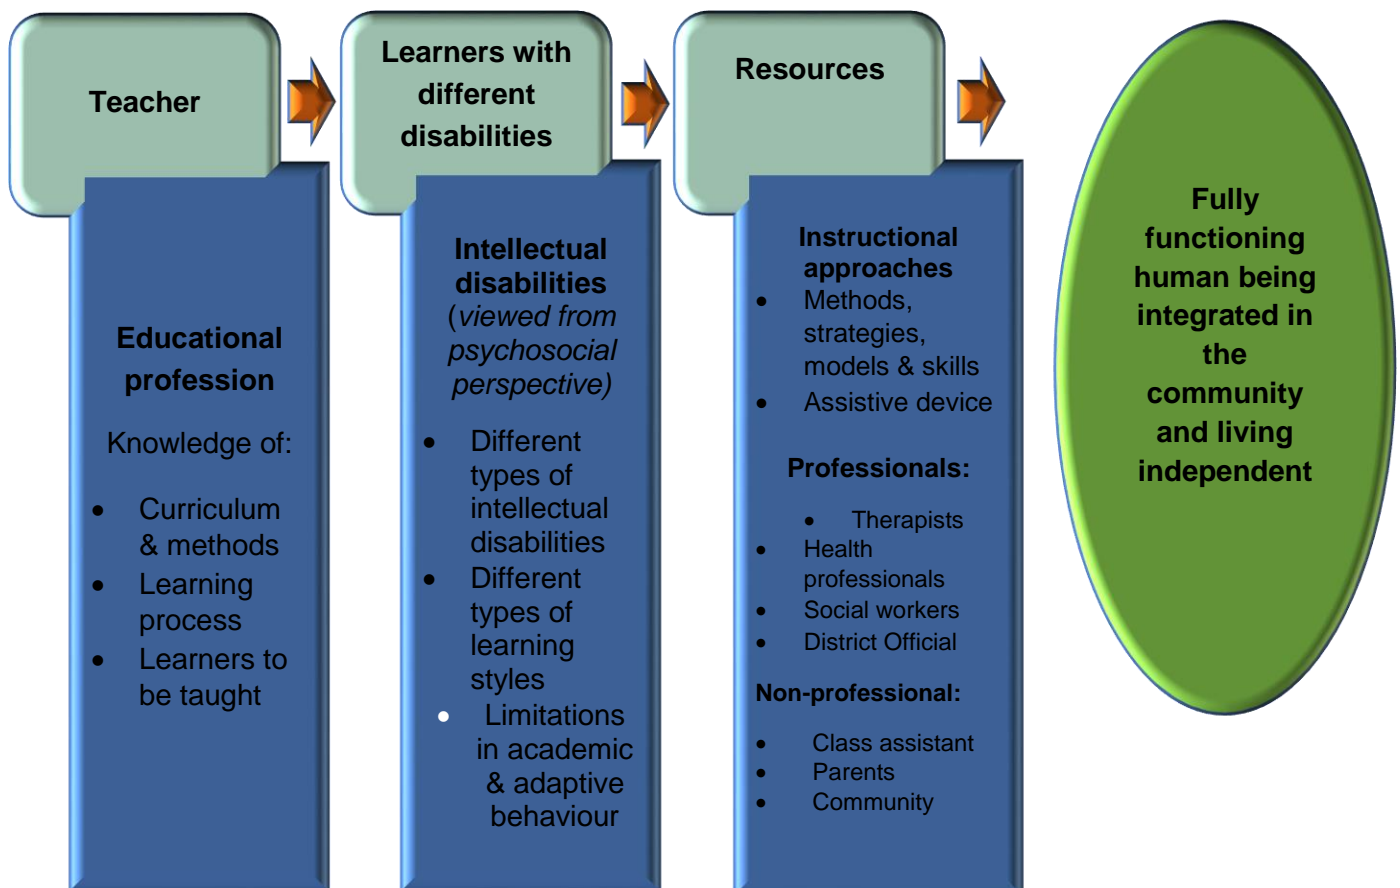 Teacher
Educational
profession
Knowledge of:
• Curriculum
& methods
• Learning
process
• Learners to
be taught
Learners with
different
disabilities
Intellectual
disabilities
(viewed from
psychosocial
perspective)
• Different
types of
intellectual
disabilities
• Different
types of
learning
styles
• Limitations
in academic
& adaptive
behaviour
Resources
Instructional
approaches
• Methods,
strategies,
models & skills
• Assistive device
Professionals:
• Therapists
• Health
professionals
• Social workers
• District Official
Non-professional:
• Class assistant
• Parents
• Community
Fully
functioning
human being
integrated in
the
community
and living
independent